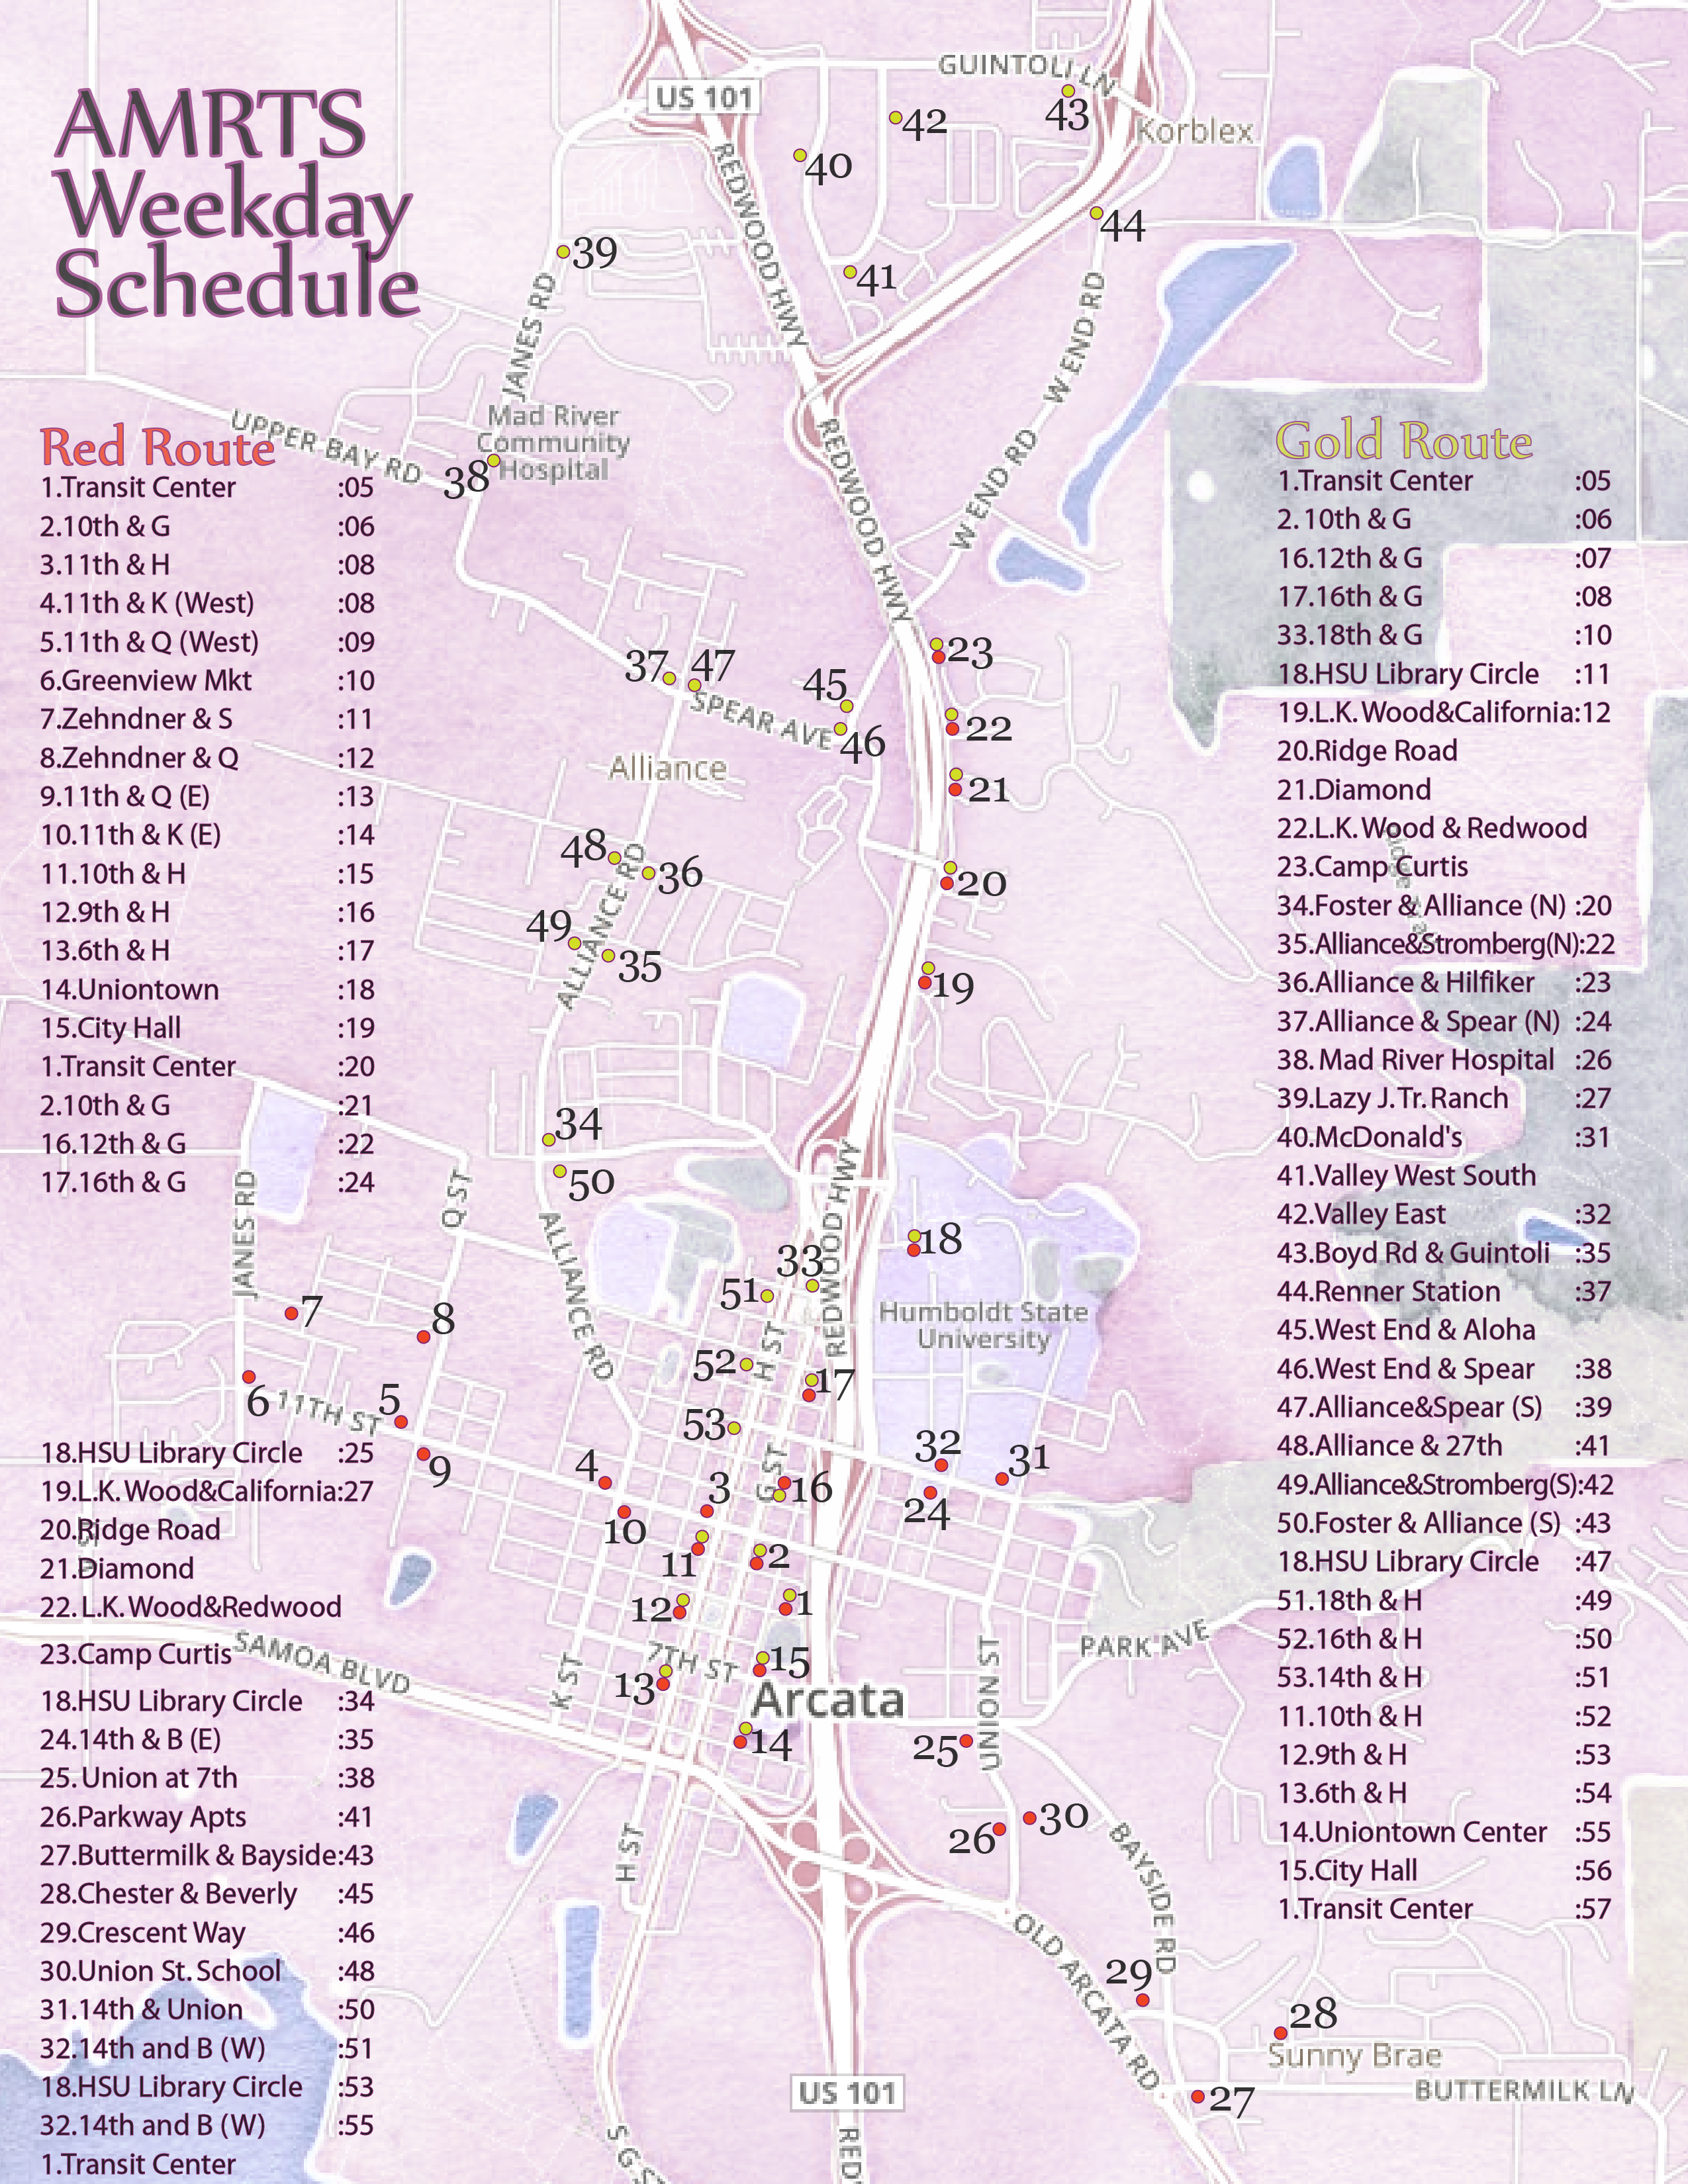 AMRTS
Weekday
Schedule
Red Route
1.Transit Center :05
2.10th & G :06
3.11th & H :08
4.11th & K (West) :08
5.11th & Q (West) :09
6.Greenview Mkt :10
7.Zehndner & S :11
8.Zehndner & Q :12
9.11th & Q (E) :13
10.11th & K (E) :14
11.10th & H :15
12.9th & H :16
13.6th & H :17
14.Uniontown :18
15.City Hall :19
1.Transit Center :20
2.10th & G :21
16.12th & G :22
17.16th & G :24
18.HSU Library Circle :25
19.L.K.Wood&California:27
20.Ridge Road
21.Diamond
22. L.K.Wood&Redwood
23.Camp Curtis
18.HSU Library Circle :34
24.14th & B (E) :35
25. Union at 7th :38
26.Parkway Apts :41
27.Buttermilk & Bayside:43
28.Chester & Beverly :45
29.Crescent Way :46
30.Union St. School :48
31.14th & Union :50
32.14th and B (W) :51
18.HSU Library Circle :53
32.14th and B (W) :55
1.Transit Center
Gold Route
1.Transit Center :05
2. 10th & G :06
16.12th & G :07
17.16th & G :08
33.18th & G :10
18.HSU Library Circle :11
19.L.K.Wood&California:12
20.Ridge Road
21.Diamond
22.L.K.Wood & Redwood
23.Camp Curtis
34.Foster & Alliance (N) :20
35.Alliance&Stromberg(N):22
36.Alliance & Hilfiker :23
37.Alliance & Spear (N) :24
38. Mad River Hospital :26
39.Lazy J. Tr. Ranch :27
40.McDonald's :31
41.Valley West South
42.Valley East :32
43.Boyd Rd & Guintoli :35
44.Renner Station :37
45.West End & Aloha
46.West End & Spear :38
47.Alliance&Spear (S) :39
48.Alliance & 27th :41
49.Alliance&Stromberg(S):42
50.Foster & Alliance (S) :43
18.HSU Library Circle :47
51.18th & H :49
52.16th & H :50
53.14th & H :51
11.10th & H :52
12.9th & H :53
13.6th & H :54
14.Uniontown Center :55
15.City Hall :56
1.Transit Center :57
GUINTOLI LN
US 101
43
42
Korblex
40
REDWOOD HWY
44
39
41
JANES RD
W END RD
Mad River
Community
Hospital
UPPER BAY RD
38
REDWOOD HWY
W END RD
23
37
47
45
SPEAR AVE
46
22
Alliance
21
48
36
20
ALLIANCE RD
49
35
ALLIANCE RD
19
34
50
JANES RD
Q ST
ALLIANCE RD
REDWOOD HWY
18
33
51
Humboldt State
University
H ST
52
7
8
17
6
11TH ST
5
53
9
G ST
32
31
4
3
16
24
10
11
2
12
1
SAMOA BLVD
7TH ST
15
PARK AVE
K ST
13
Arcata
UNION ST
14
25
30
26
H ST
BAYSIDE RD
OLD ARCATA RD
29
28
Sunny Brae
US 101
27
BUTTERMILK LN
S G ST
RED